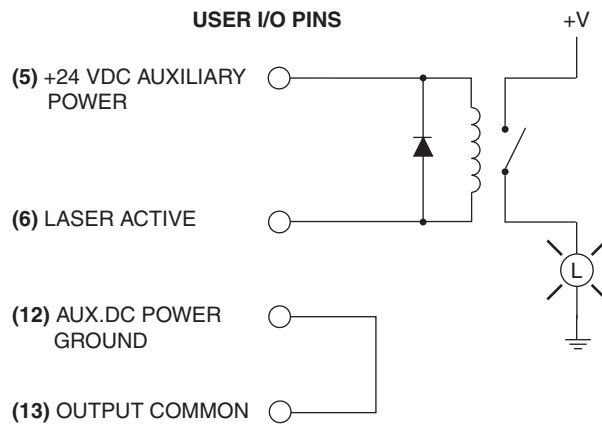 USER I/O PINS
+V
(5) +24 VDC AUXILIARY
POWER
(6) LASER ACTIVE
L
(12) AUX.DC POWER
GROUND
(13) OUTPUT COMMON